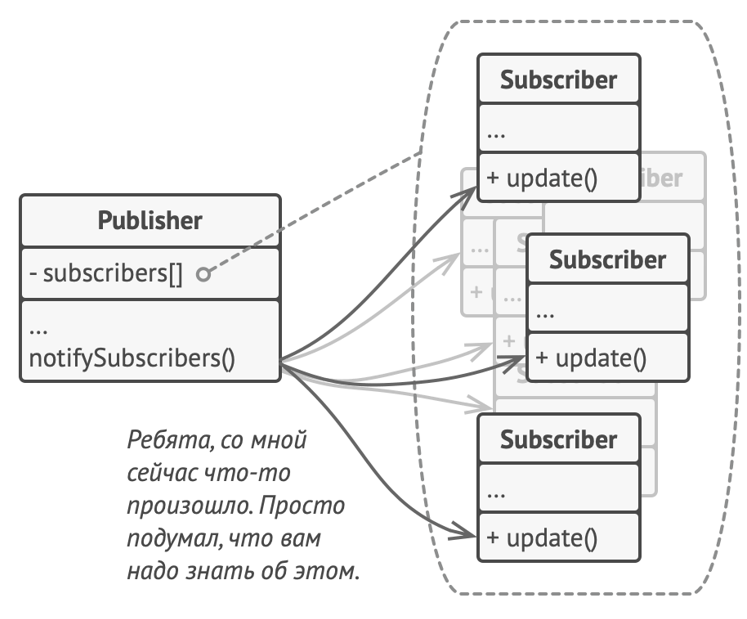 Subscriber
...
+ update()
iber
Publisher
- subscribers[]
...
notifySubscribers()
...
+
S
...
+
S
Subscriber
...
+ update()
Ребята, со мной
сейчас что-то
произошло. Просто
подумал, что вам
надо знать об этом.
Subscriber
...
+ update()